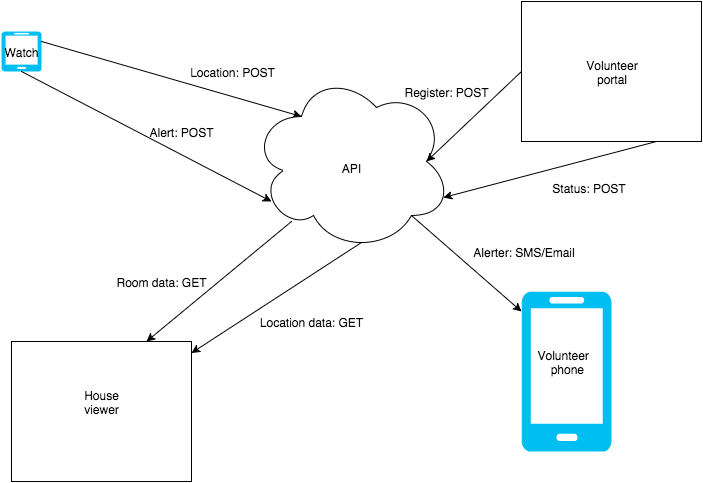 Watch
Location: POST
Alert: POST
Volunteer
portal
Register: POST
API
Status: POST
Alerter: SMS/Email
Room data: GET
Location data: GET
House
viewer
Volunteer
phone